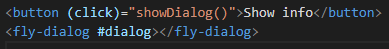 <button (click)="showDialog()">Show info</button>
<fly-dialog #dialog></fly-dialog>